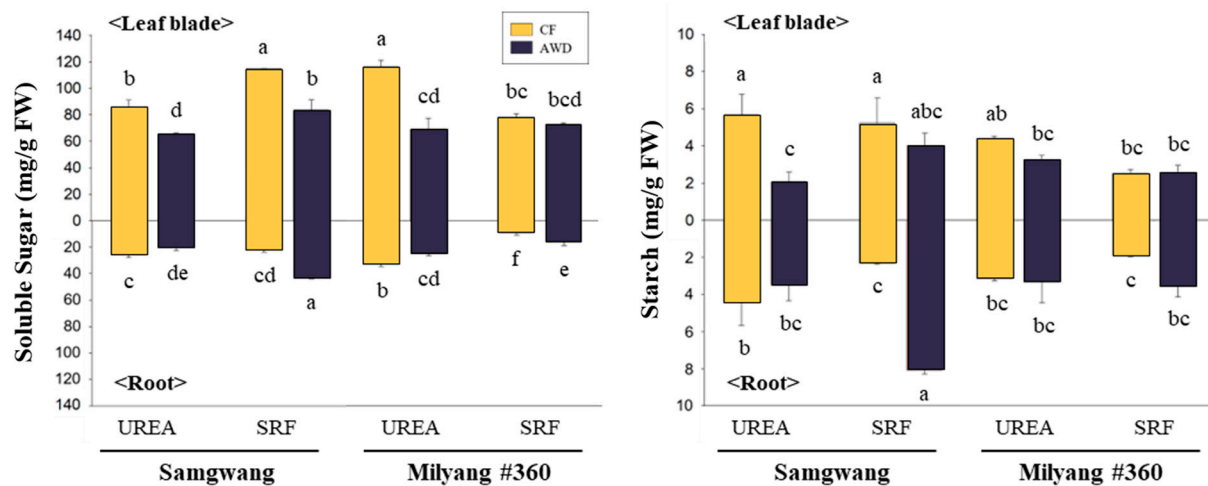 <Leaf blade>
CF
AWD
Soluble Sugar (mg/g FW)
140
120
100
80
60
40
20
0
20
40
60
80
100
120
140
b
d
a
b
a
cd
bc
bcd
c
de
cd
a
b
cd
f
e
<Root>
UREA
SRF
UREA
SRF
Samgwang
Milyang #360
<Leaf blade>
Starch (mg/g FW)
10
8
6
4
2
0
2
4
6
8
10
a
c
a
abc
ab
bc
bc
bc
b
bc
c
a
bc
bc
c
bc
<Root>
UREA
SRF
UREA
SRF
Samgwang
Milyang #360